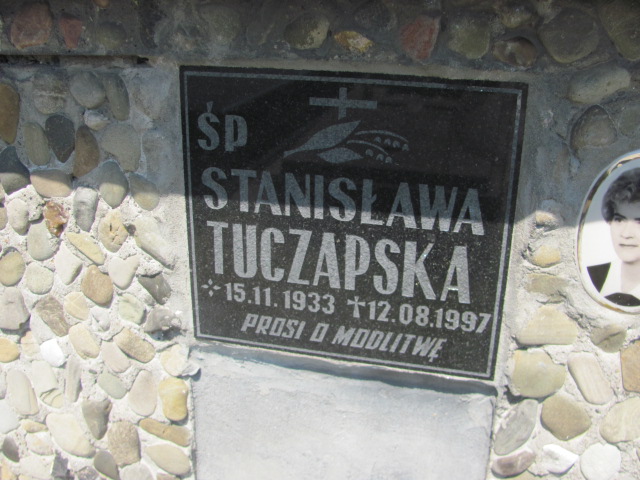 ŚP
STANISŁAWA
TUCZAPSKA
15.11.1933 12.08.1997
PROSI O MODLITWĘ